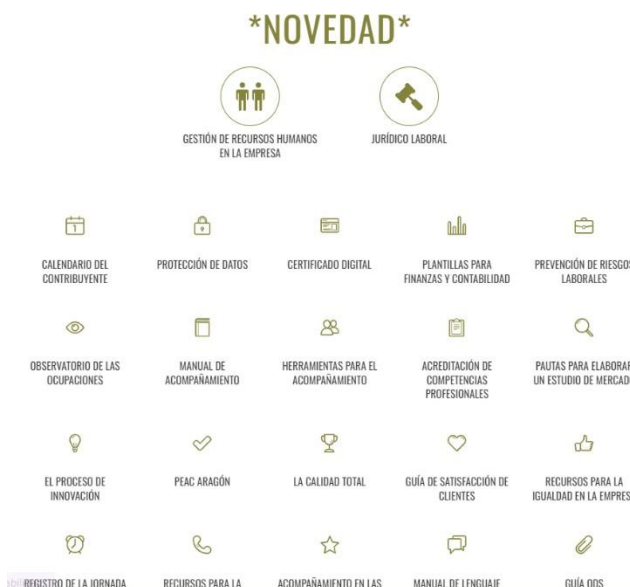 *NOVEDAD*
GESTIÓN DE RECURSOS HUMANOS
EN LA EMPRESA
JURÍDICO LABORAL
1
CALENDARIO DEL
CONTRIBUYENTE
PROTECCIÓN DE DATOS
CERTIFICADO DIGITAL
PLANTILLAS PARA
FINANZAS Y CONTABILIDAD
PREVENCIÓN DE RIESGOS
LABORALES
OBSERVATORIO DE LAS
OCUPACIONES
MANUAL DE
ACOMPAÑAMIENTO
HERRAMIENTAS PARA EL
ACOMPAÑAMIENTO
ACREDITACIÓN DE
COMPETENCIAS
PROFESIONALES
PAUTAS PARA ELABORAR
UN ESTUDIO DE MERCADO
EL PROCESO DE
INNOVACIÓN
PEAC ARAGÓN
LA CALIDAD TOTAL
GUÍA DE SATISFACCIÓN DE
CLIENTES
RECURSOS PARA LA
IGUALDAD EN LA EMPRES
REGISTRO DE LA JORNADA
RECURSOS PARA LA
ACOMPAÑAMIENTO EN LAS
MANUAL DE LENGUAJE
GUÍA ODS